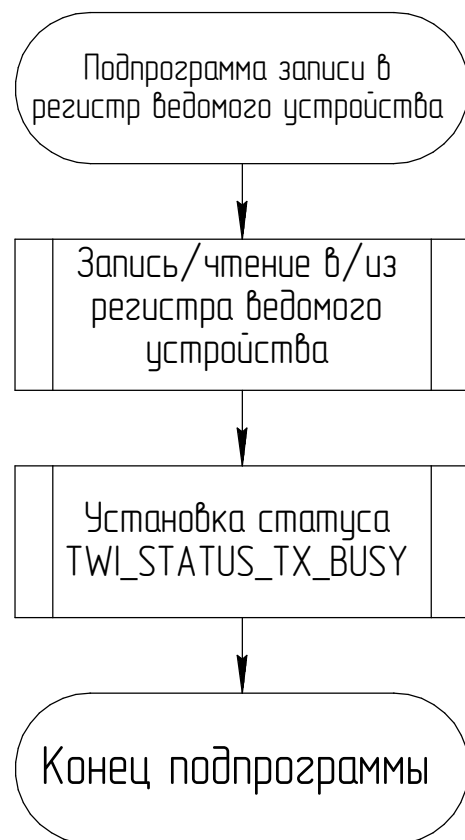 Подпрограмма записи в
регистр ведомого устройства
Запись/чтение в/из
регистра ведомого
устройства
Установка статуса
TWI_STATUS_TX_BUSY
Конец подпрограммы